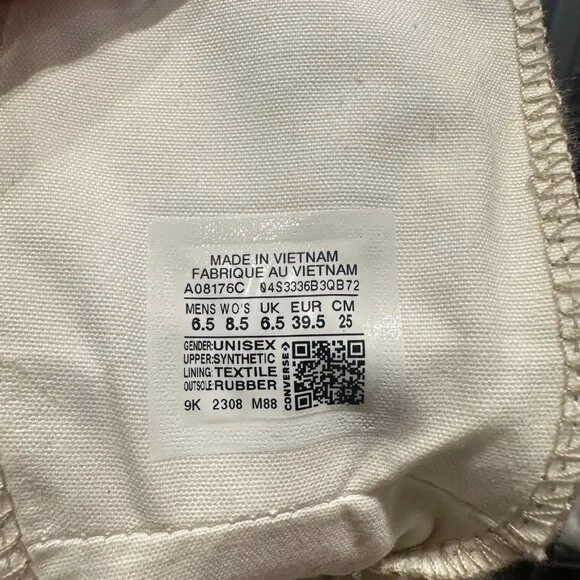 MADE IN VIETNAM
FABRIQUE AU VIETNAM
A08176C 04S3336B3QB72
MENS WO'S UK EUR CM
6.5 8.5 6.5 39.5 25
GENDER:UNISEX
UPPER:SYNTHETIC
LINING:TEXTILE
OUTSOLE:RUBBER
CONVERSE
9K 2308 M88